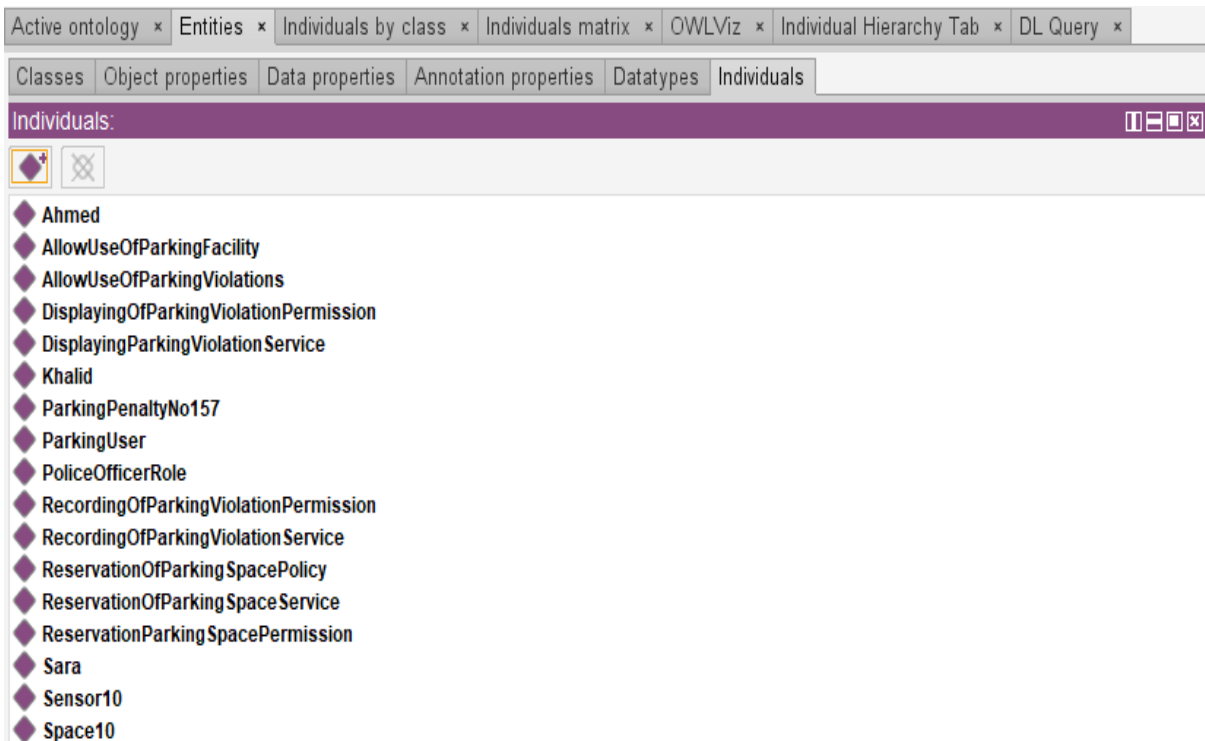 Active ontology × Entities × Individuals by class × Individuals matrix × OWLViz × Individual Hierarchy Tab × DL Query ×
Classes Object properties Data properties Annotation properties Datatypes Individuals
Individuals:
Ahmed
AllowUseOfParkingFacility
AllowUseOfParkingViolations
DisplayingOfParkingViolationPermission
DisplayingParkingViolationService
Khalid
ParkingPenaltyNo157
ParkingUser
PoliceOfficerRole
RecordingOfParkingViolationPermission
RecordingOfParkingViolationService
ReservationOfParkingSpacePolicy
ReservationOfParkingSpaceService
ReservationParkingSpacePermission
Sara
Sensor10
Space10